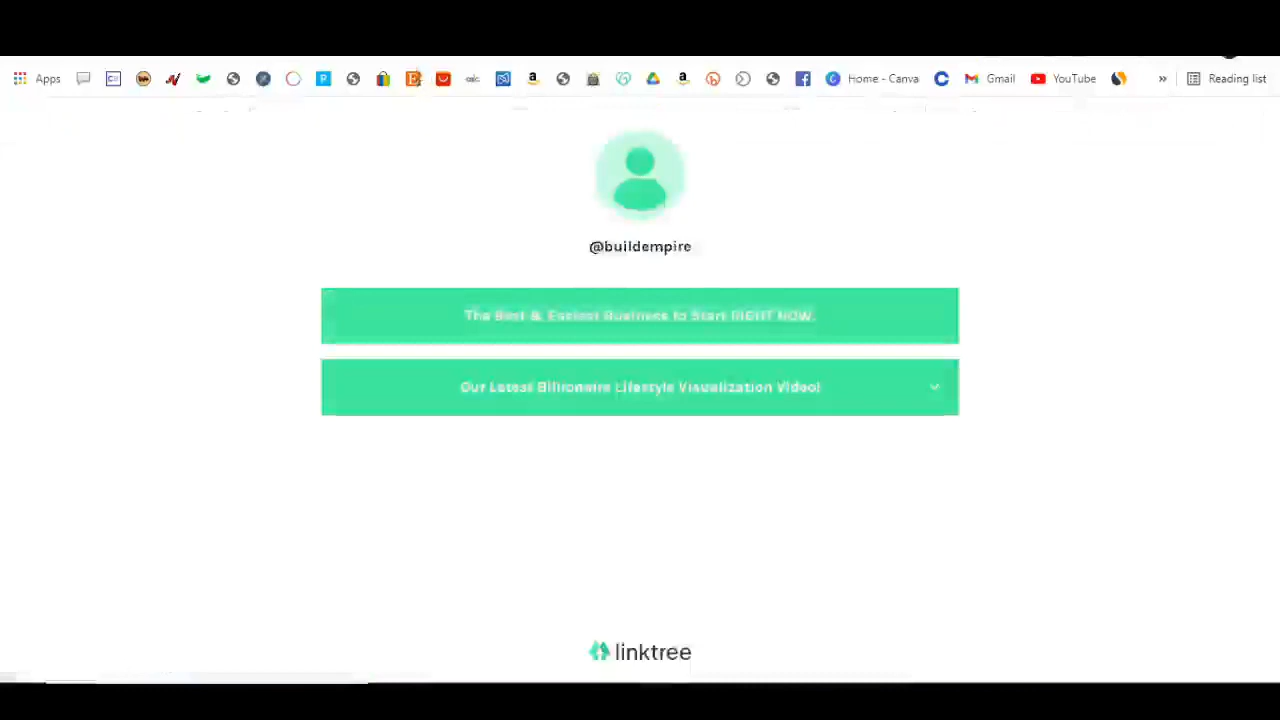 Apps
Home - Canva
Gmail
YouTube
»
Reading list
@buildempire
The Best & Easiest Business to Start RIGHT NOW.
Our Latest Billionaire Lifestyle Visualization Video!
linktree